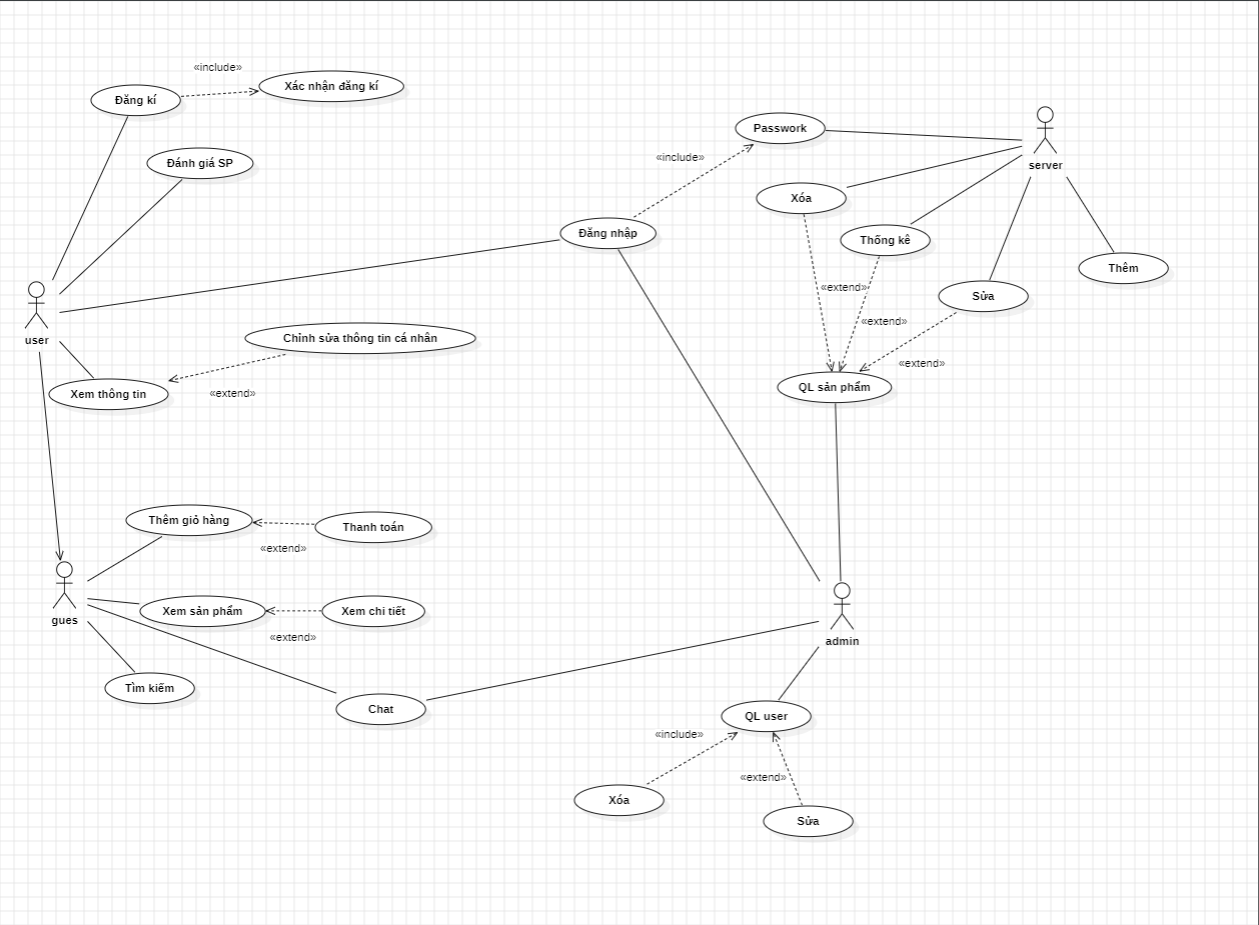 «include»
Xác nhận đăng kí
Đăng kí
Đánh giá SP
Passwork
«include»
server
Xóa
Đăng nhập
Thống kê
Thêm
«extend»
Sửa
«extend»
user
Chỉnh sửa thông tin cá nhân
«extend»
Xem thông tin
«extend»
QL sản phẩm
Thêm giỏ hàng
Thanh toán
«extend»
gues
Xem sản phẩm
Xem chi tiết
«extend»
admin
Tìm kiếm
Chat
QL user
«include»
«extend»
Xóa
Sửa